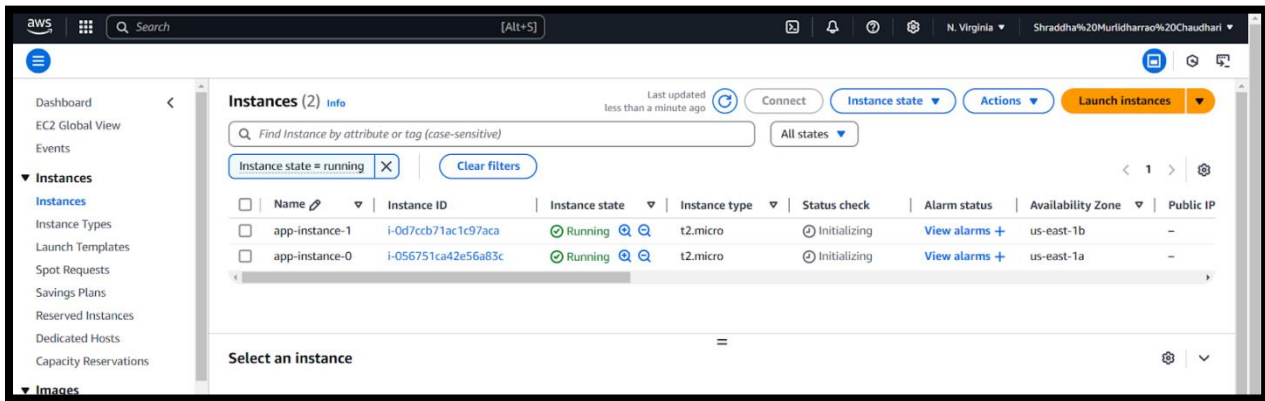 aws Search [Alt+S] N. Virginia Shraddha%20Murlidharrao%20Chaudhari
Dashboard
EC2 Global View
Events
Instances
Instances
Instance Types
Launch Templates
Spot Requests
Savings Plans
Reserved Instances
Dedicated Hosts
Capacity Reservations
Images
Instances (2) Info
Last updated
less than a minute ago
Connect Instance state Actions Launch instances
Find Instance by attribute or tag (case-sensitive) All states
Instance state = running Clear filters
1
Name Instance ID Instance state Instance type Status check Alarm status Availability Zone Public IP
app-instance-1 i-0d7ccb71ac1c97aca Running t2.micro Initializing View alarms + us-east-1b –
app-instance-0 i-056751ca42e56a83c Running t2.micro Initializing View alarms + us-east-1a –
Select an instance